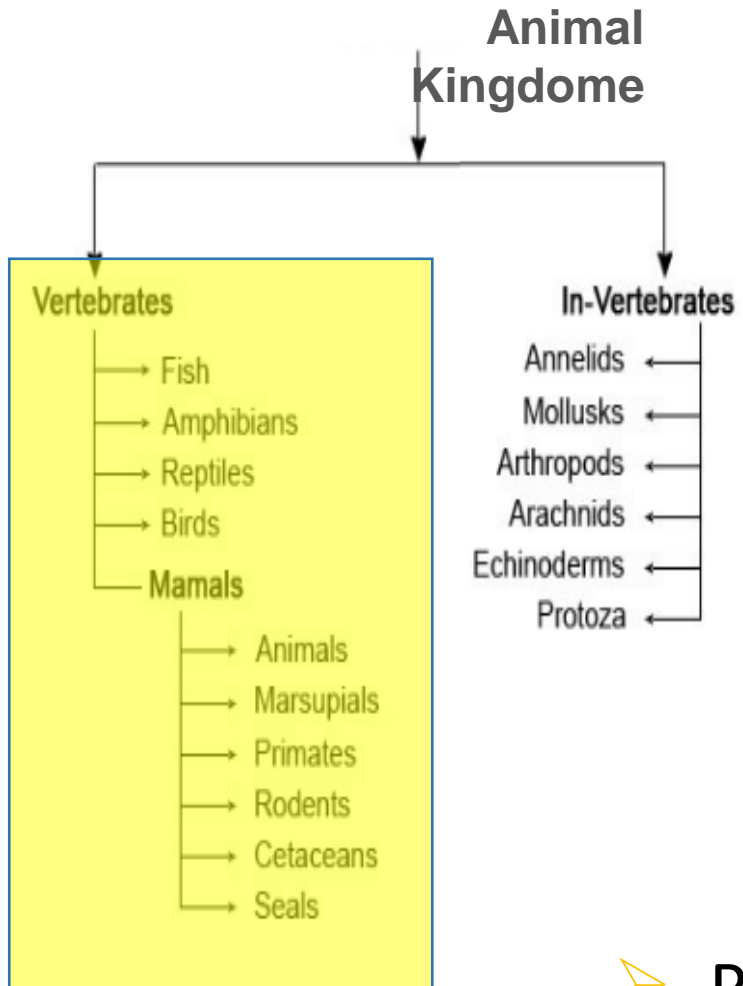 Animal
Kingdome
Vertebrates
Fish
Amphibians
Reptiles
Birds
Mamals
Animals
Marsupials
Primates
Rodents
Cetaceans
Seals
In-Vertebrates
Annelids
Mollusks
Arthropods
Arachnids
Echinoderms
Protoza